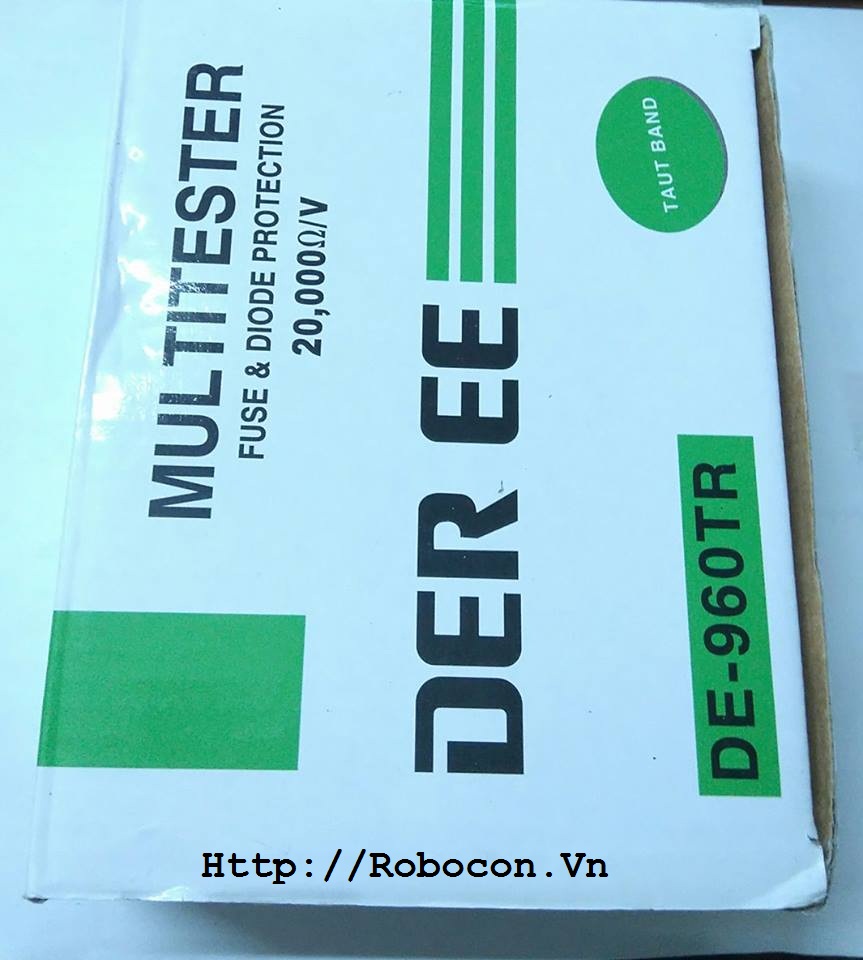 MULTITESTER
FUSE & DIODE PROTECTION
20,000Ω/V
DER EE
TAUT BAND
DE-960TR
Http://Robocon.Vn